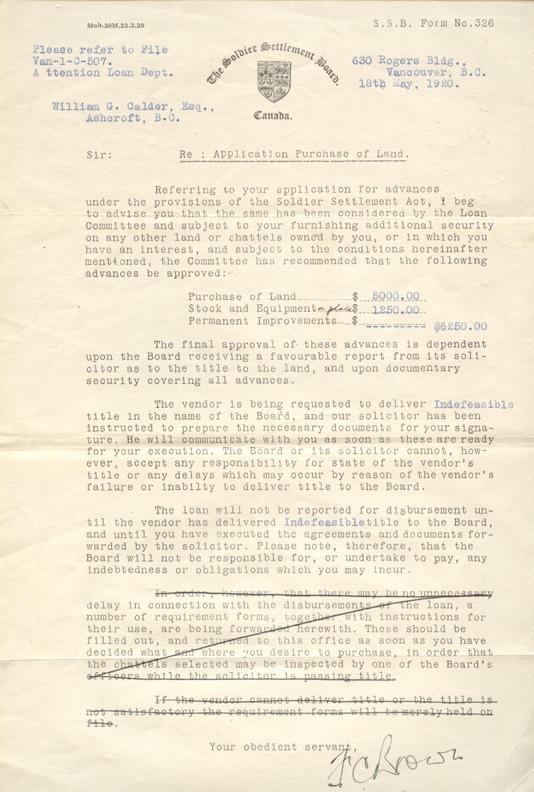 Mult.30M.23.3.20
S.S.B. Form No.326
Please refer to File
Van-1-C-507.
Attention Loan Dept.
The Soldier Settlement Board.
Canada.
630 Rogers Bldg.,
Vancouver, B.C.
18th May, 1920.
William G. Calder, Esq.,
Ashcroft, B.C.
Sir: Re : Application Purchase of Land.
Referring to your application for advances
under the provisions of the Soldier Settlement Act, I beg
to advise you that the same has been considered by the Loan
Committee and subject to your furnishing additional security
on any other land or chattels owned by you, or in which you
have an interest, and subject to the conditions hereinafter
mentioned, the Committee has recommended that the following
advances be approved:-
Purchase of Land $ 5000.00
Stock and Equipment $ 1250.00
Permanent Improvements $ -------- $6250.00
The final approval of these advances is dependent
upon the Board receiving a favourable report from its soli-
citor as to the title to the land, and upon documentary
security covering all advances.
The vendor is being requested to deliver Indefeasible
title in the name of the Board, and our solicitor has been
instructed to prepare the necessary documents for your signa-
ture. He will communicate with you as soon as these are ready
for your execution. The Board or its solicitor cannot, how-
ever, accept any responsibility for state of the vendor's
title or any delays which may occur by reason of the vendor's
failure or inabilty to deliver title to the Board.
The loan will not be reported for disbursement un-
til the vendor has delivered Indefeasible title to the Board,
and until you have executed the agreements and documents for-
warded by the solicitor. Please note, therefore, that the
Board will not be responsible for, or undertake to pay, any
indebtedness or obligations which you may incur.
In order, however, that there may be no unnecessary
delay in connection with the disbursements of the loan, a
number of requirement forms, together with instructions for
their use, are being forwarded herewith. These should be
filled out, and returned to this office as soon as you have
decided what and where you desire to purchase, in order that
the chattels selected may be inspected by one of the Board's
officers while the solicitor is passing title.
If the vendor cannot deliver title or the title is
not satisfactory the requirement forms will be merely held on
file.
Your obedient servant,
F C Brown